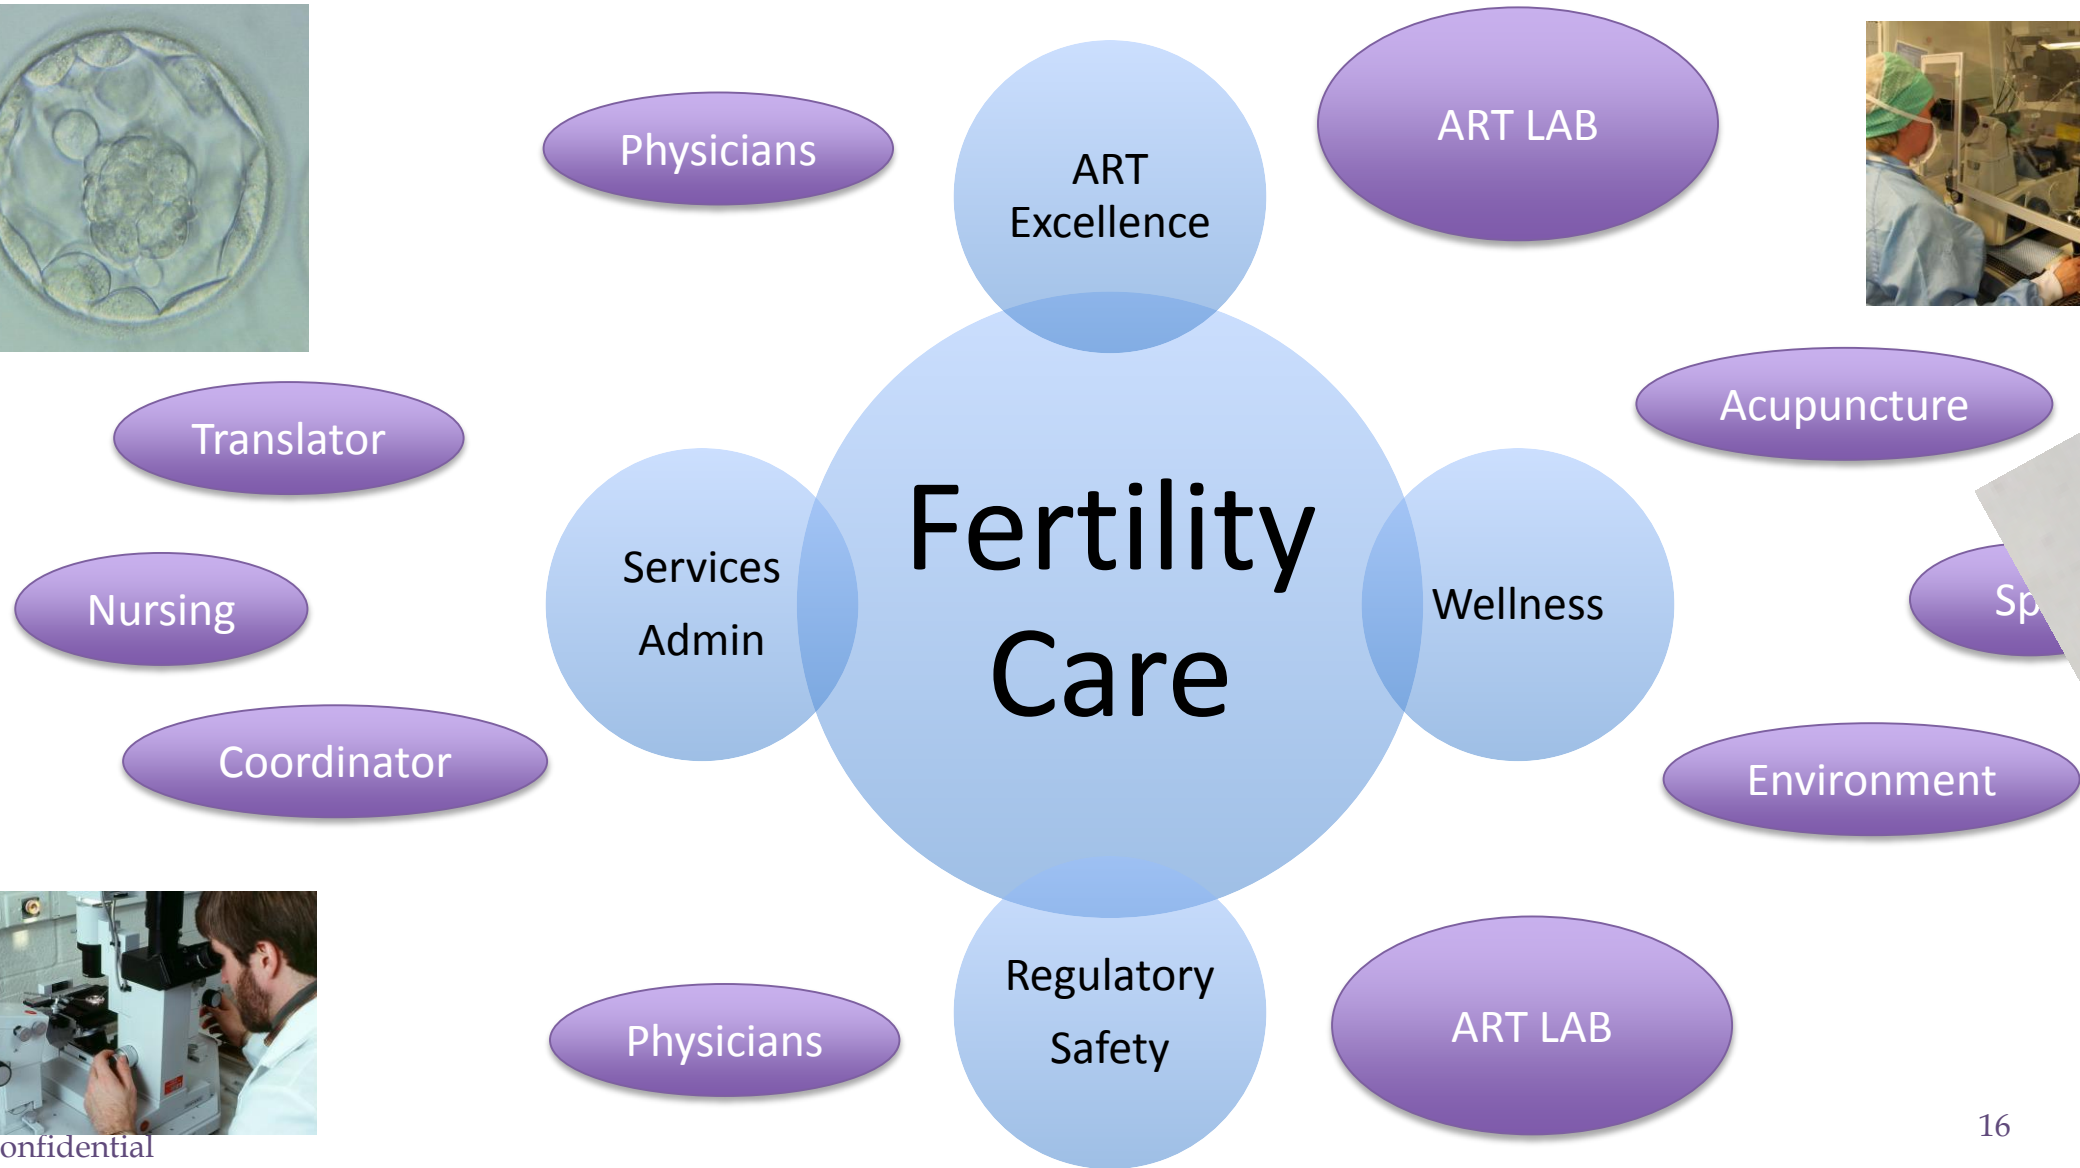 Physicians
ART
Excellence
ART LAB
Translator
Acupuncture
Nursing
Services
Admin
Fertility
Care
Wellness
Coordinator
Environment
Physicians
Regulatory
Safety
ART LAB
onfidential
16